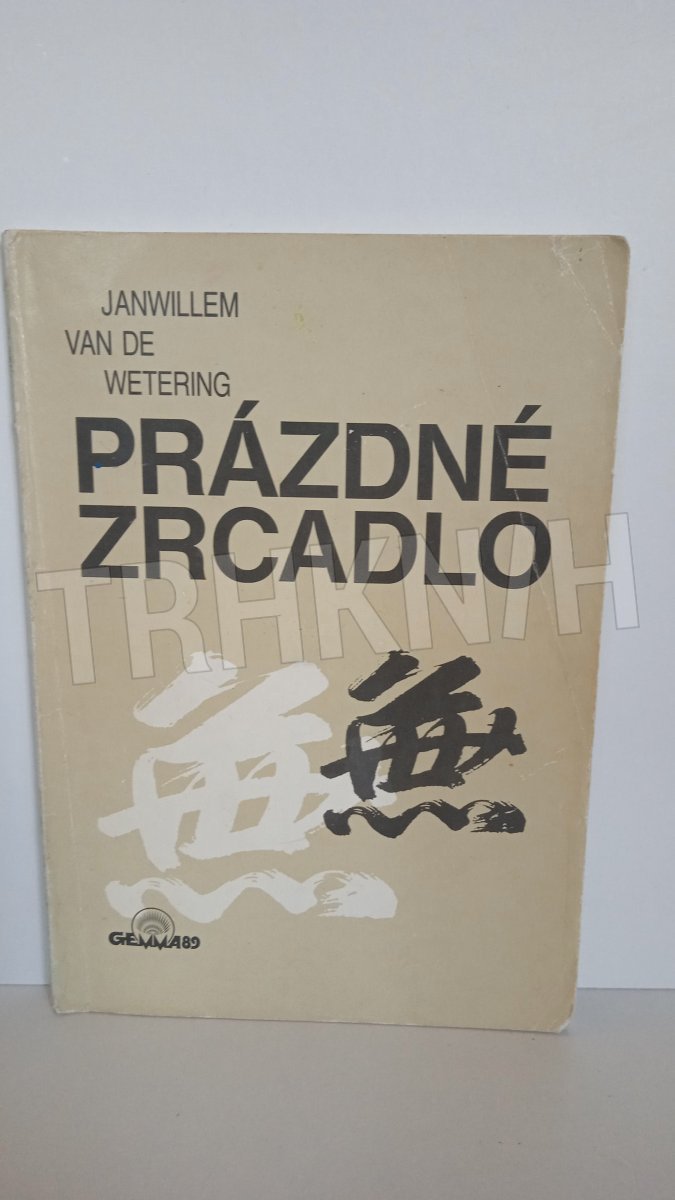 JANWILLEM
VAN DE
WETERING
PRÁZDNÉ
ZRCADLO
TRHKNIH
無 無
GEMMA89